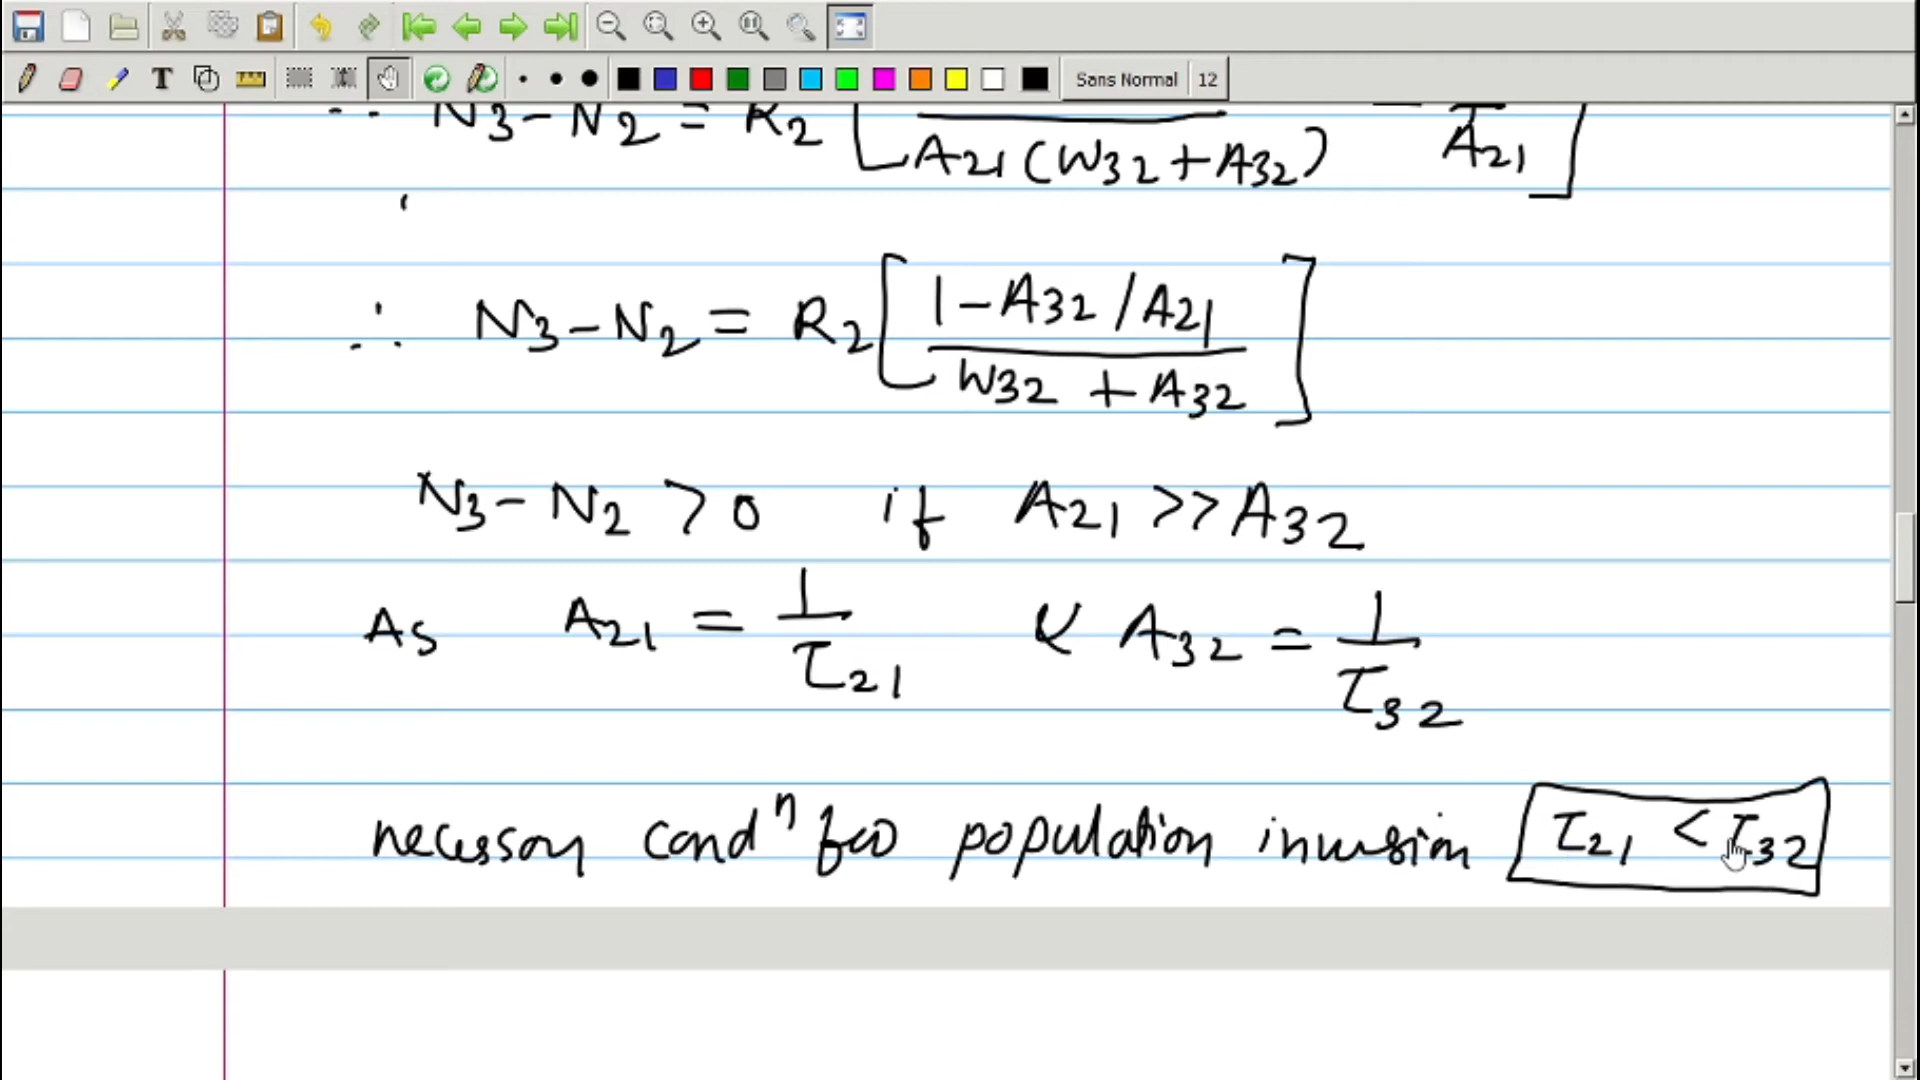 Sans Normal 12
∴ N3 - N2 = R2 [ / A21 (W32 + A32) - / A21 ]
∴ N3 - N2 = R2 [ 1 - A32 / A21 / W32 + A32 ]
N3 - N2 > 0 if A21 >> A32
As A21 = 1/τ21 & A32 = 1/τ32
necessary condⁿ for population inversion τ21 < τ32